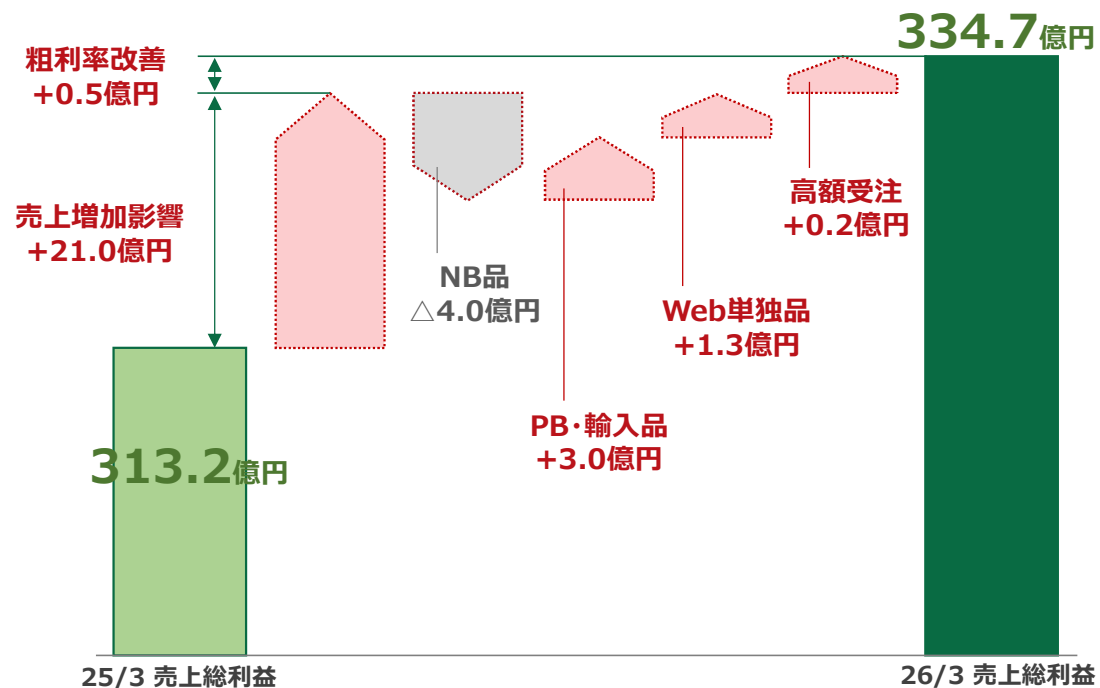 334.7億円
粗利率改善
+0.5億円
売上増加影響
+21.0億円
高額受注
+0.2億円
NB品
△4.0億円
Web単独品
+1.3億円
PB・輸入品
+3.0億円
313.2億円
25/3 売上総利益
26/3 売上総利益